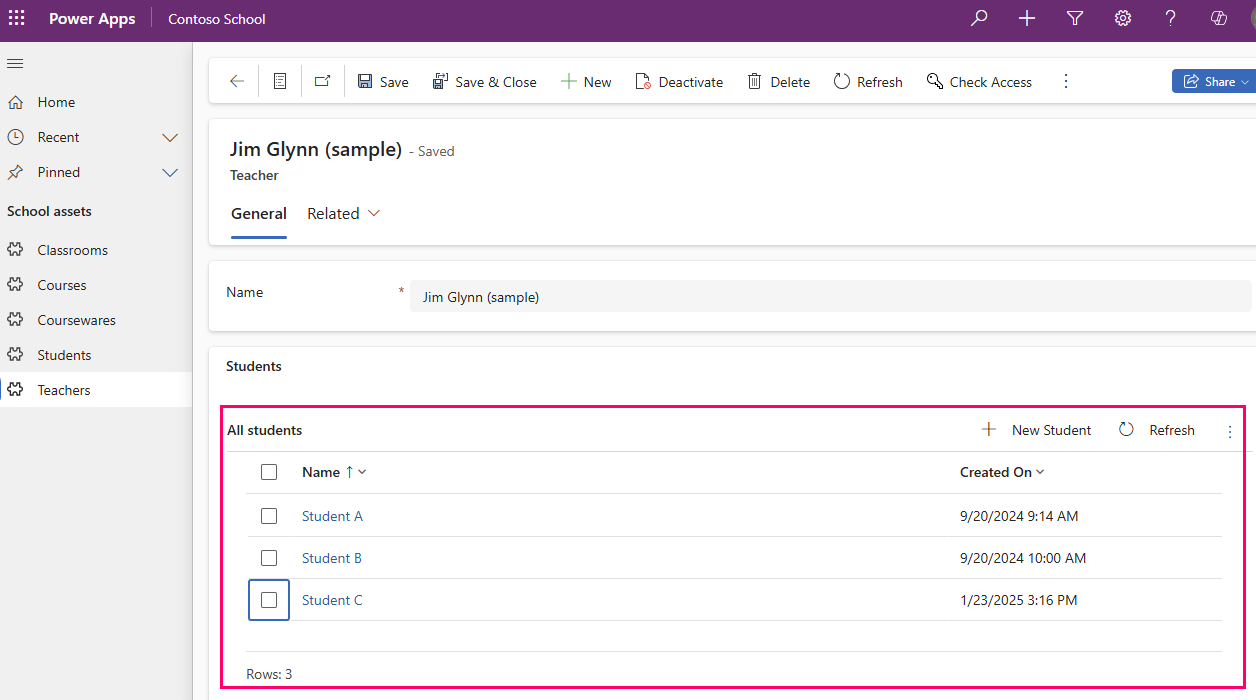 Power Apps Contoso School
Home
Recent
Pinned
School assets
Classrooms
Courses
Coursewares
Students
Teachers
Save Save & Close New Deactivate Delete Refresh Check Access Share
Jim Glynn (sample) - Saved
Teacher
General Related
Name * Jim Glynn (sample)
Students
All students New Student Refresh
Name Created On
Student A 9/20/2024 9:14 AM
Student B 9/20/2024 10:00 AM
Student C 1/23/2025 3:16 PM
Rows: 3